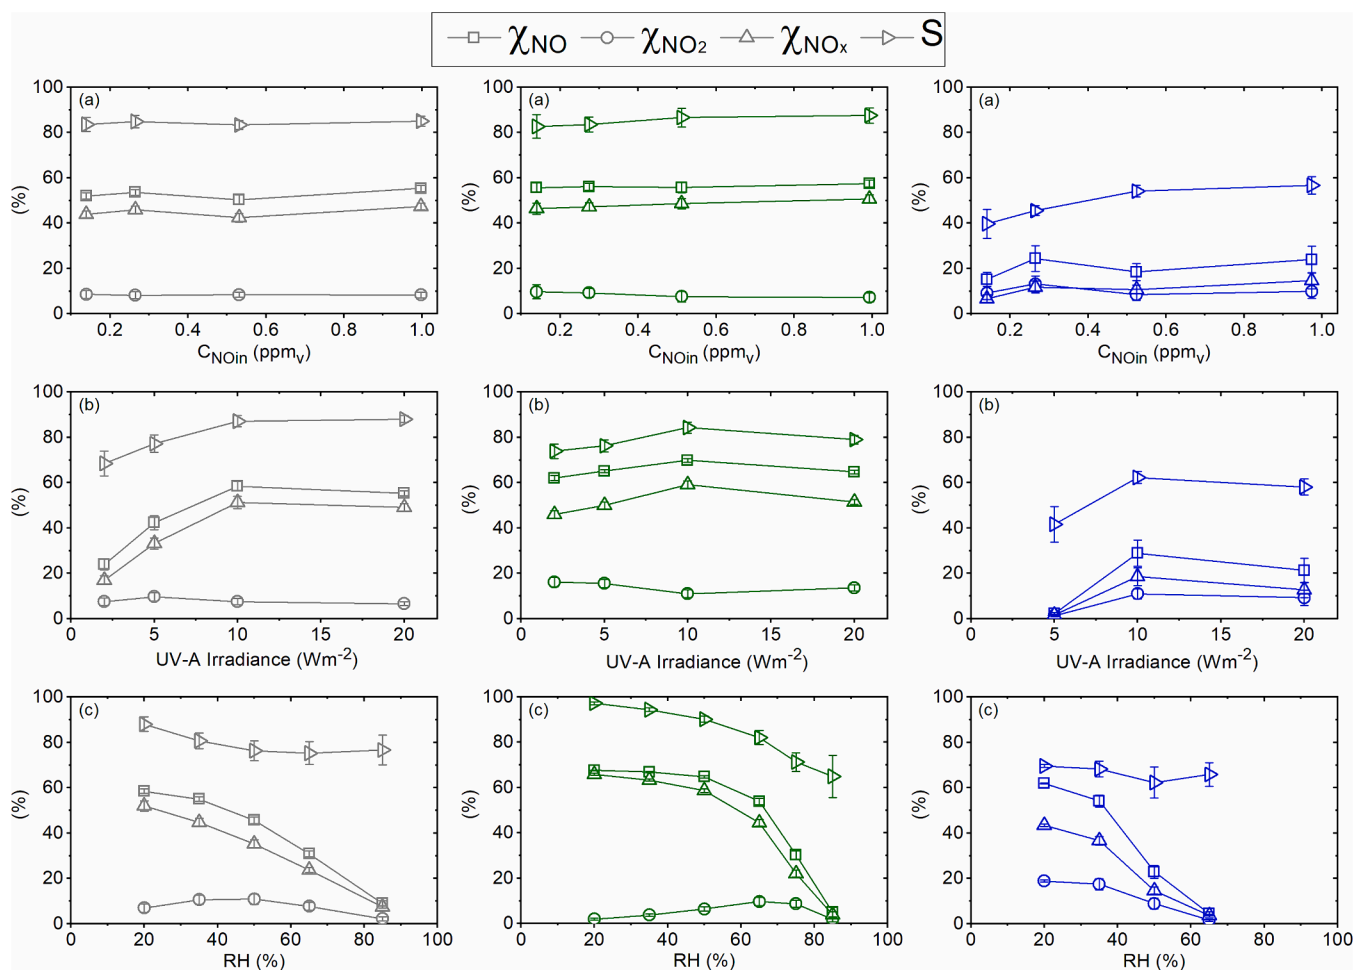 χNO χNO₂ χNOₓ S
(a) (a) (a)
100 80 60 40 20 0
(%)
0.2 0.4 0.6 0.8 1.0
C_NOin (ppm_v)
100 80 60 40 20 0
(%)
0.2 0.4 0.6 0.8 1.0
C_NOin (ppm_v)
100 80 60 40 20 0
(%)
0.2 0.4 0.6 0.8 1.0
C_NOin (ppm_v)
(b) (b) (b)
100 80 60 40 20 0
(%)
0 5 10 15 20
UV-A Irradiance (Wm⁻²)
100 80 60 40 20 0
(%)
0 5 10 15 20
UV-A Irradiance (Wm⁻²)
100 80 60 40 20 0
(%)
0 5 10 15 20
UV-A Irradiance (Wm⁻²)
(c) (c) (c)
100 80 60 40 20 0
(%)
0 20 40 60 80 100
RH (%)
100 80 60 40 20 0
(%)
0 20 40 60 80 100
RH (%)
100 80 60 40 20 0
(%)
0 20 40 60 80 100
RH (%)